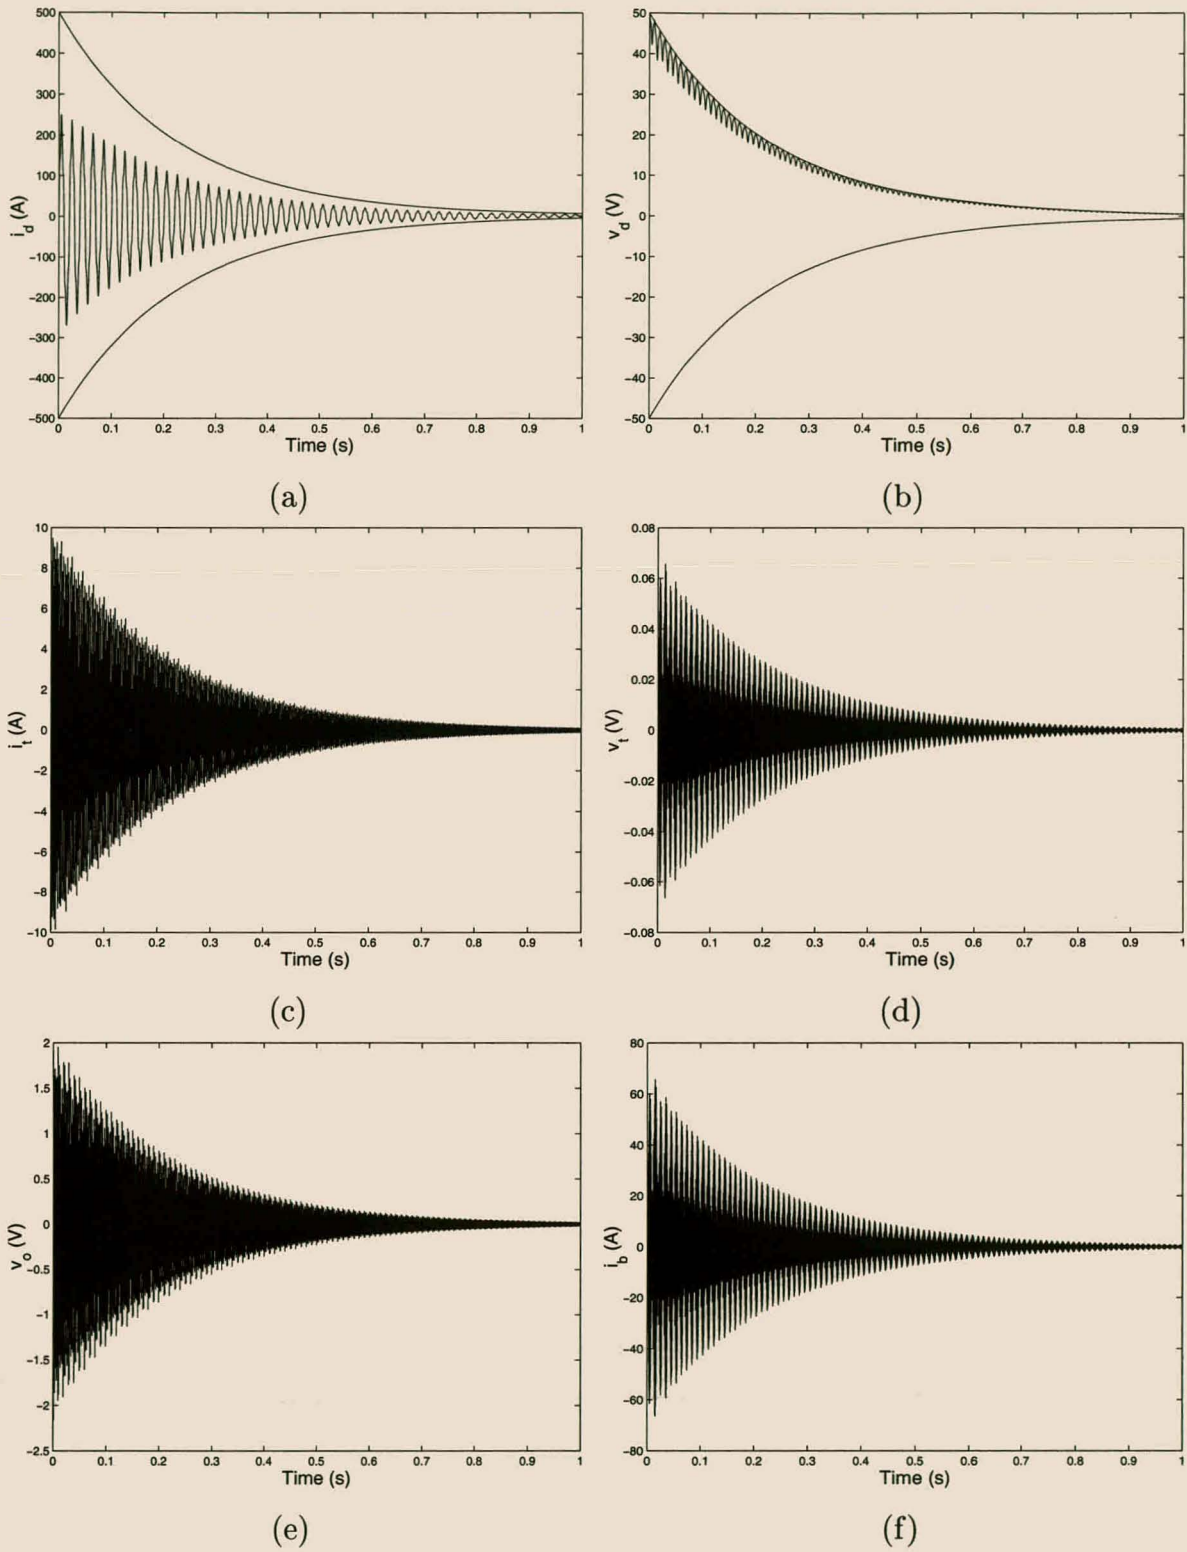 500
400
300
200
100
0
−100
−200
−300
−400
−500
i_d (A)
0 0.1 0.2 0.3 0.4 0.5 0.6 0.7 0.8 0.9 1
Time (s)
(a)
50
40
30
20
10
0
−10
−20
−30
−40
−50
v_d (V)
0 0.1 0.2 0.3 0.4 0.5 0.6 0.7 0.8 0.9 1
Time (s)
(b)
10
8
6
4
2
0
−2
−4
−6
−8
−10
i_t (A)
0 0.1 0.2 0.3 0.4 0.5 0.6 0.7 0.8 0.9 1
Time (s)
(c)
0.08
0.06
0.04
0.02
0
−0.02
−0.04
−0.06
−0.08
v_t (V)
0 0.1 0.2 0.3 0.4 0.5 0.6 0.7 0.8 0.9 1
Time (s)
(d)
2
1.5
1
0.5
0
−0.5
−1
−1.5
−2
−2.5
v_o (V)
0 0.1 0.2 0.3 0.4 0.5 0.6 0.7 0.8 0.9 1
Time (s)
(e)
80
60
40
20
0
−20
−40
−60
−80
i_b (A)
0 0.1 0.2 0.3 0.4 0.5 0.6 0.7 0.8 0.9 1
Time (s)
(f)